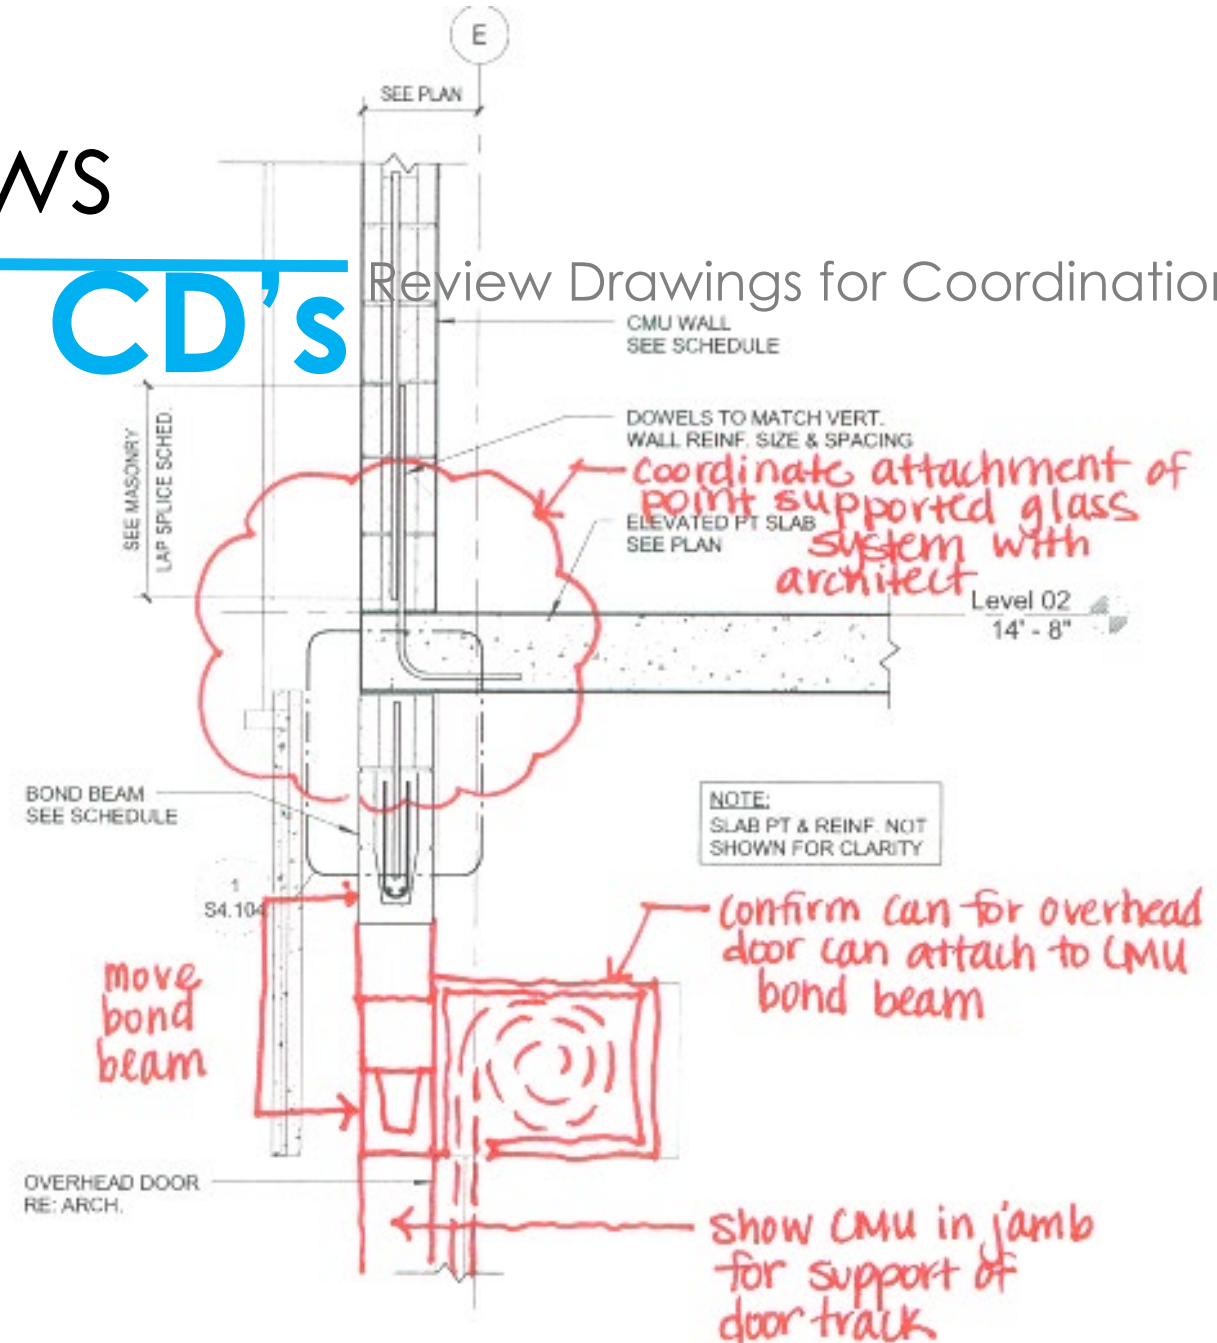 E
SEE PLAN
WS
CD's
Review Drawings for Coordination
CMU WALL
SEE SCHEDULE
SEE MASONRY
LAP SPLICE SCHED.
DOWELS TO MATCH VERT.
WALL REINF. SIZE & SPACING
coordinate attachment of
point supported glass
system with
architect
ELEVATED PT SLAB
SEE PLAN
Level 02
14' - 8"
BOND BEAM
SEE SCHEDULE
NOTE:
SLAB PT & REINF. NOT
SHOWN FOR CLARITY
1
S4.104
move
bond
beam
confirm can for overhead
door can attach to CMU
bond beam
OVERHEAD DOOR
RE: ARCH.
show CMU in jamb
for support of
door track